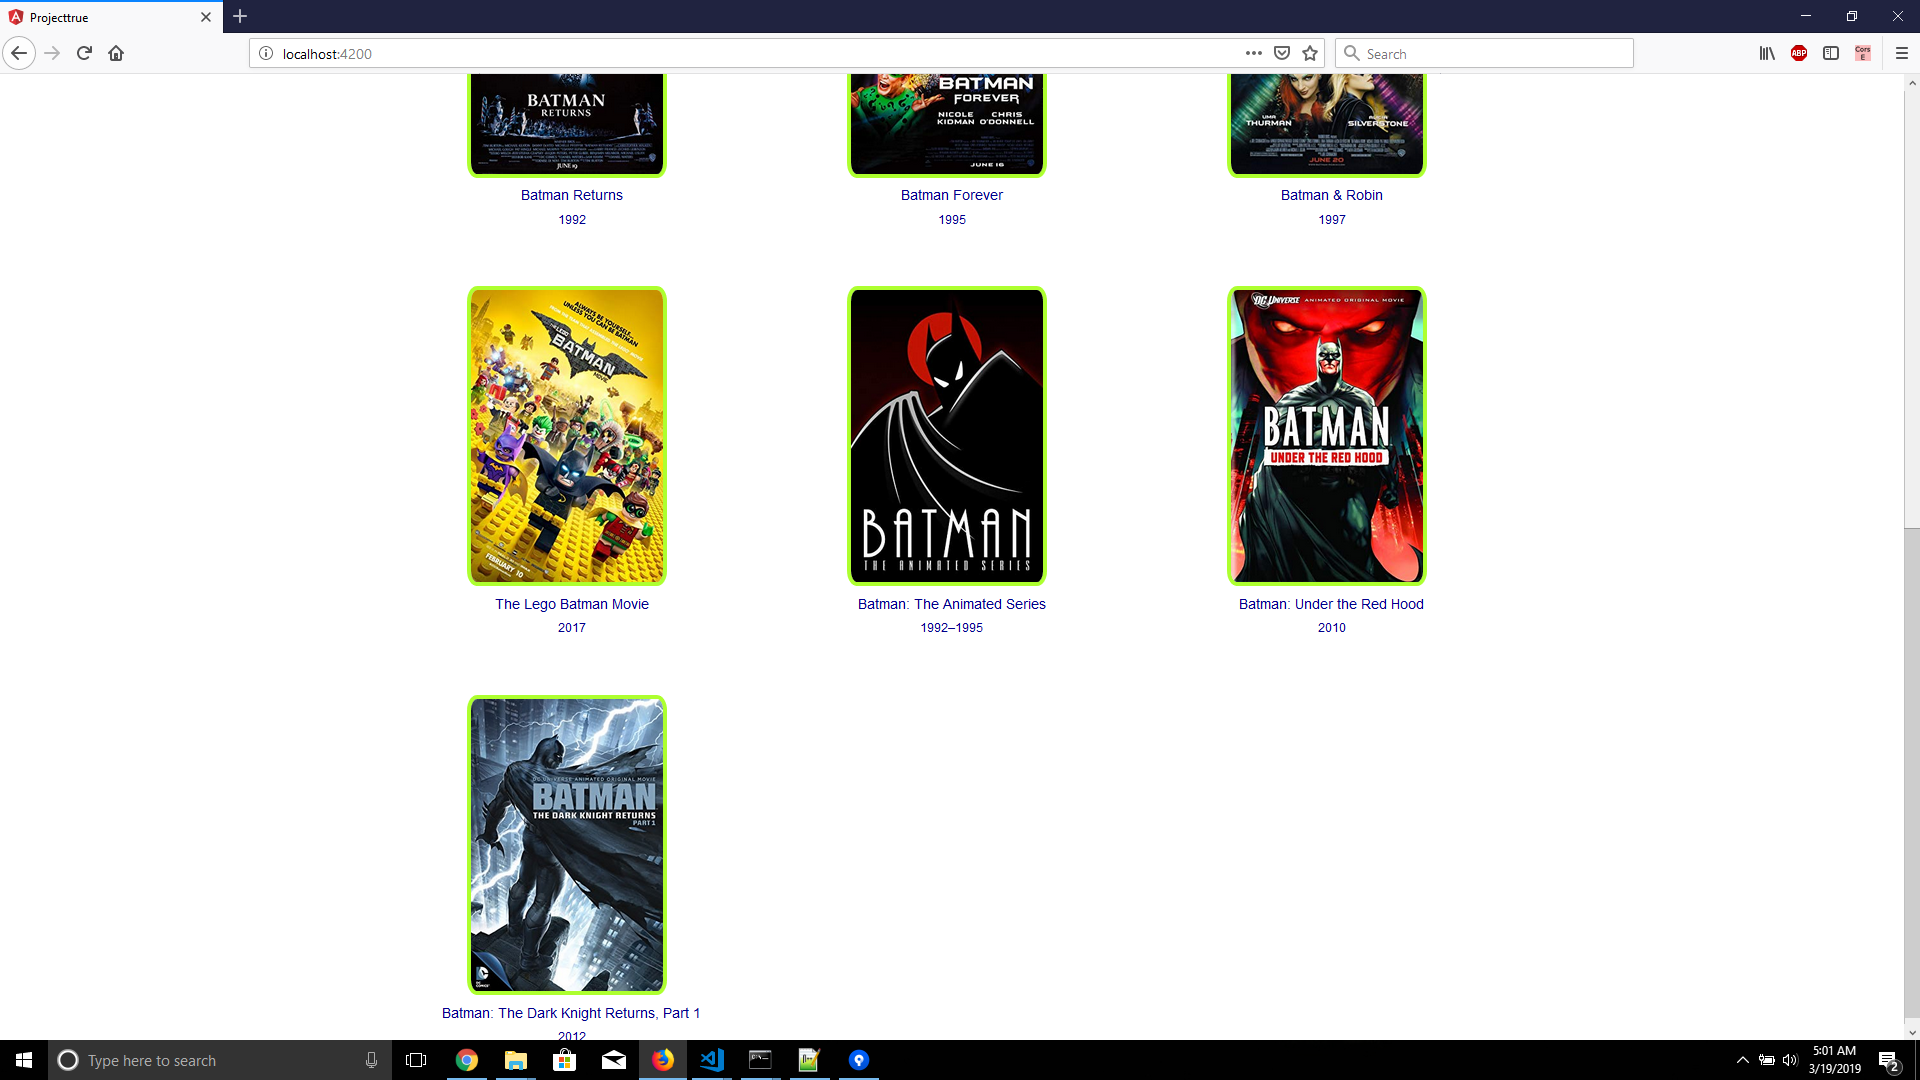 Projecttrue
localhost:4200
Search
Cors
E
ABP
BATMAN
RETURNS
JUNE 19
BATMAN
FOREVER
NICOLE KIDMAN
CHRIS O'DONNELL
JUNE 16
UMA THURMAN
ALICIA SILVERSTONE
JUNE 20
Batman Returns
1992
Batman Forever
1995
Batman & Robin
1997
ALWAYS BE YOURSELF.
UNLESS YOU CAN BE BATMAN
THE LEGO
BATMAN
MOVIE
FEBRUARY 10
BATMAN
THE ANIMATED SERIES
DC UNIVERSE ANIMATED ORIGINAL MOVIE
BATMAN
UNDER THE RED HOOD
The Lego Batman Movie
2017
Batman: The Animated Series
1992–1995
Batman: Under the Red Hood
2010
DC UNIVERSE ANIMATED ORIGINAL MOVIE
BATMAN
THE DARK KNIGHT RETURNS
PART 1
DC
COMICS
Batman: The Dark Knight Returns, Part 1
2012
Type here to search
5:01 AM
3/19/2019
2